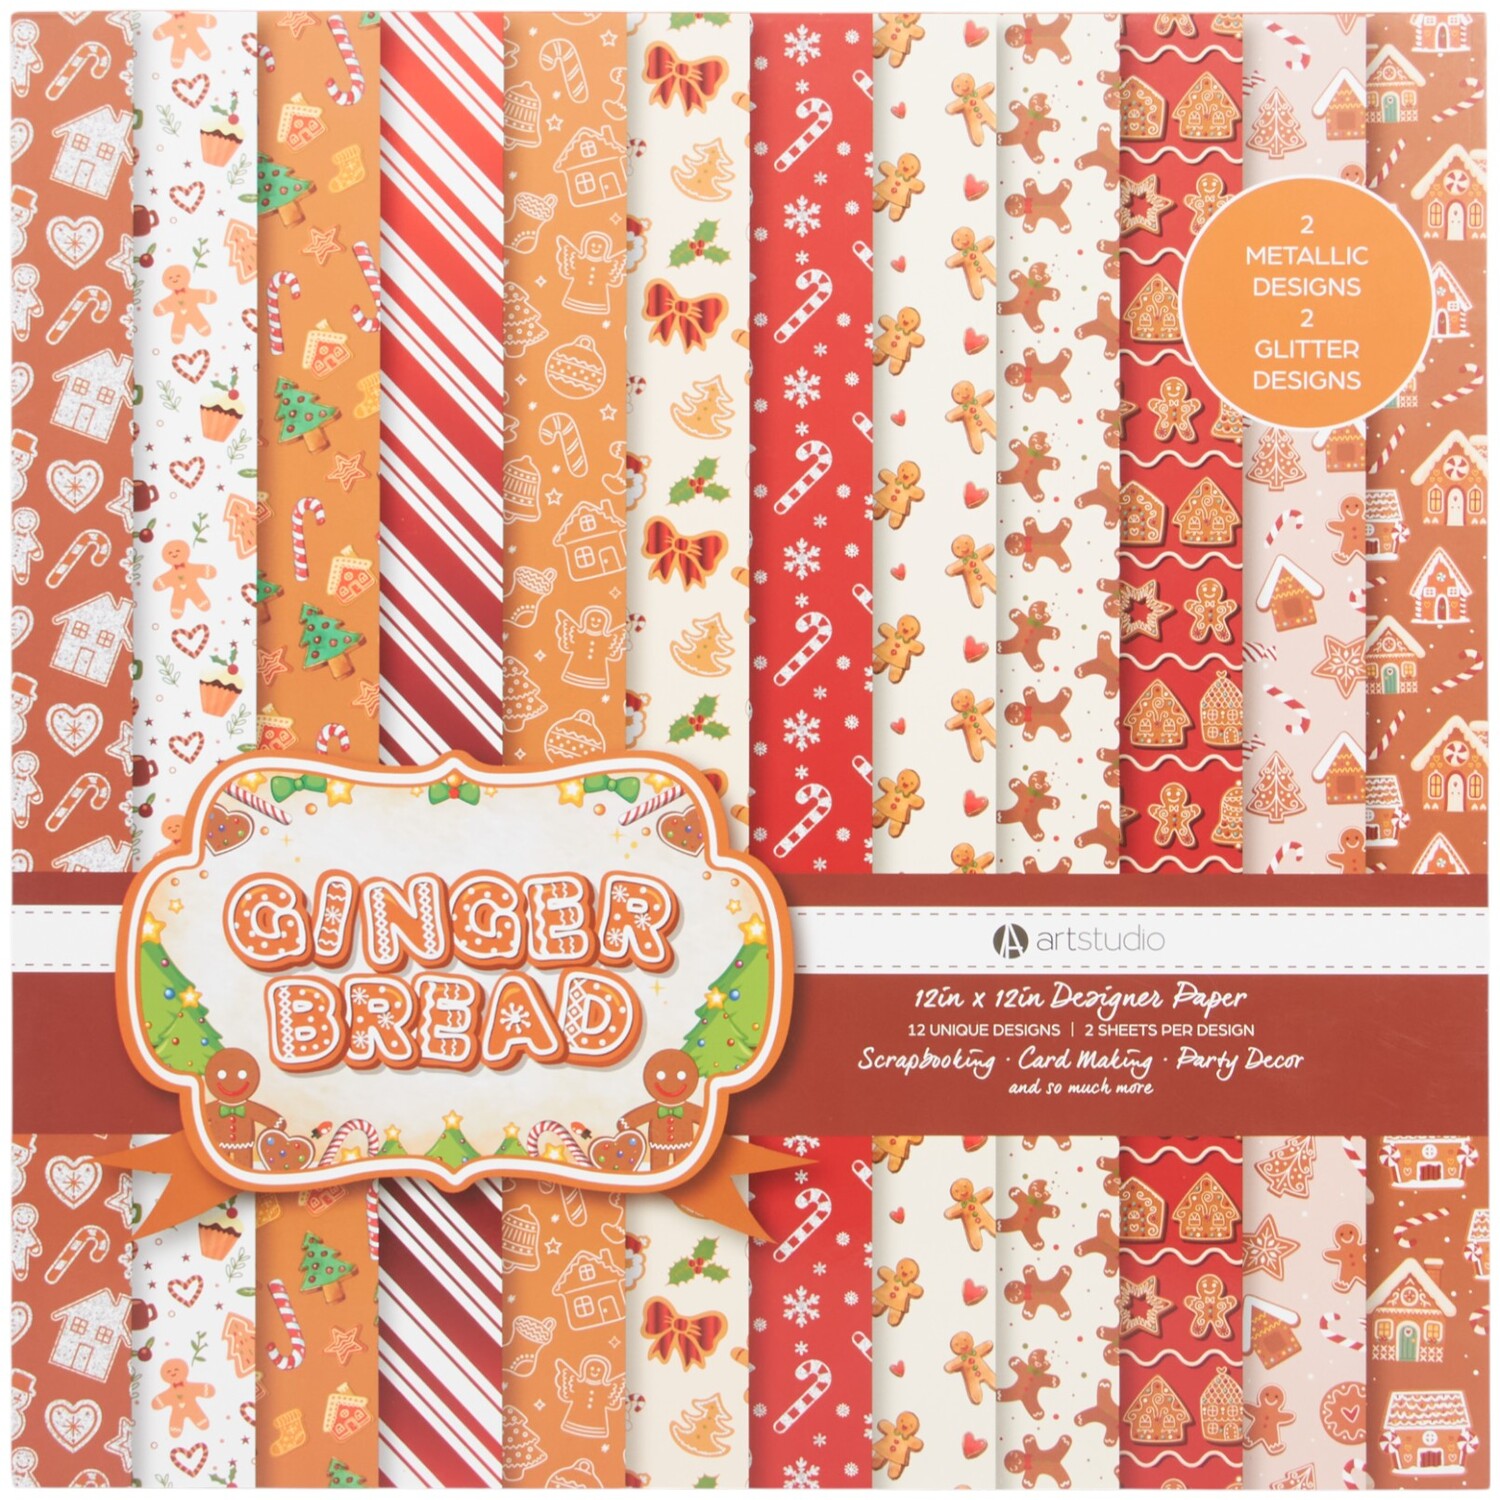 2
METALLIC
DESIGNS
2
GLITTER
DESIGNS
GINGER
BREAD
artstudio
12in x 12in Designer Paper
12 UNIQUE DESIGNS | 2 SHEETS PER DESIGN
Scrapbooking · Card Making · Party Decor
and so much more